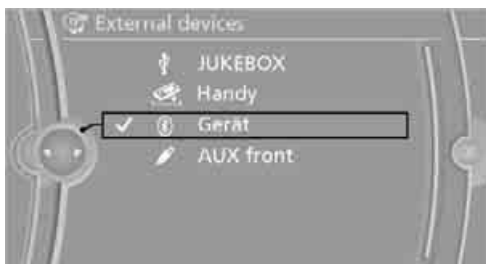 External devices
JUKEBOX
Handy
Gerät
AUX front